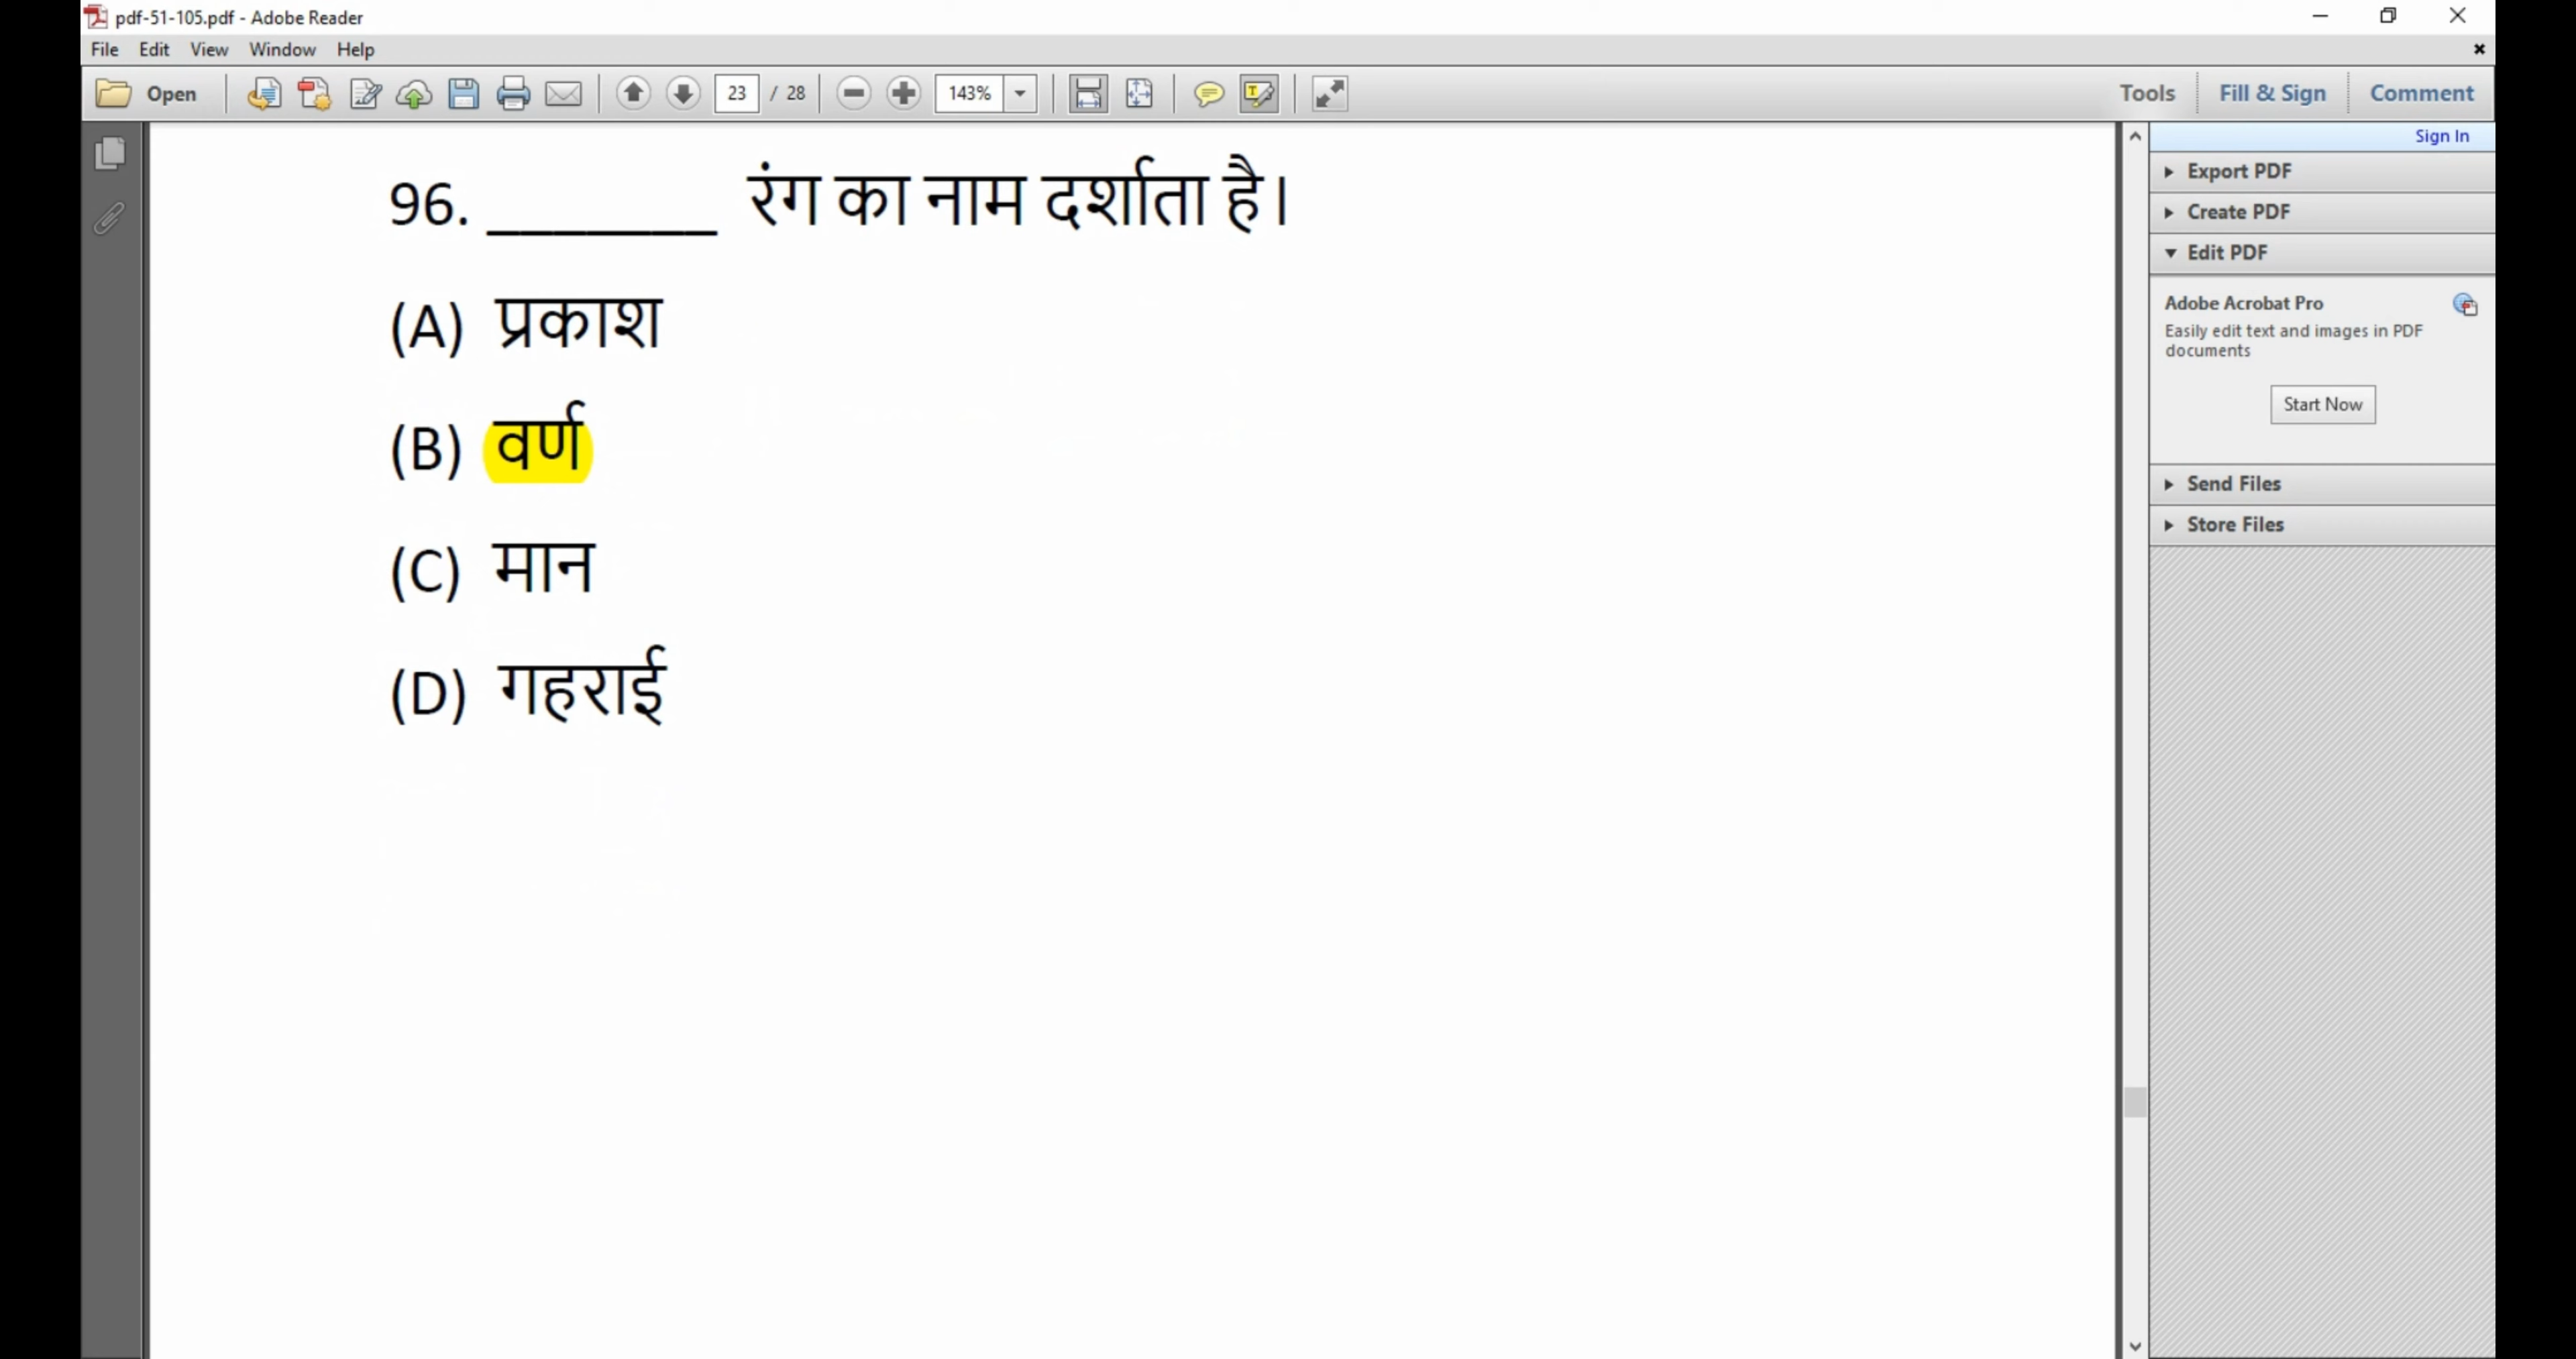 pdf-51-105.pdf - Adobe Reader
File Edit View Window Help
Open 23 / 28 143% Tools Fill & Sign Comment
Sign In
Export PDF
Create PDF
Edit PDF
Adobe Acrobat Pro
Easily edit text and images in PDF
documents
Start Now
Send Files
Store Files
96. _______ रंग का नाम दर्शाता है।
(A) प्रकाश
(B) वर्ण
(C) मान
(D) गहराई